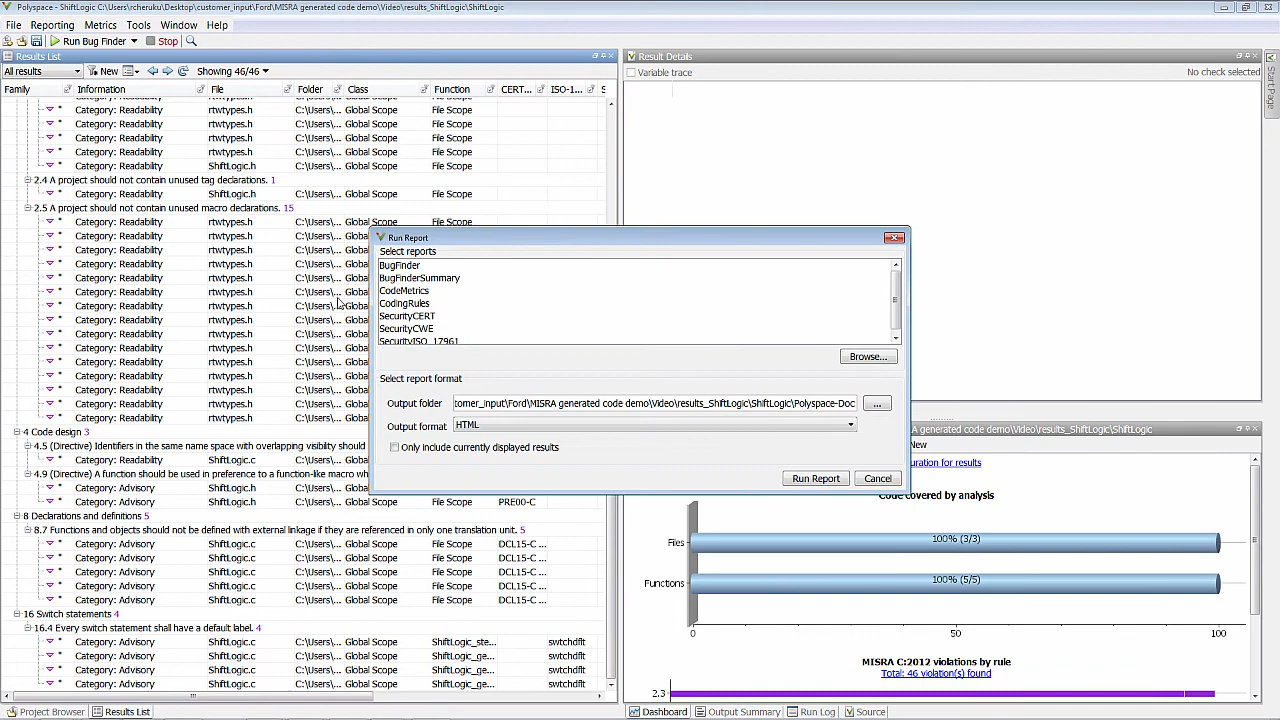 Polyspace - ShiftLogic C:\Users\rcheruku\Desktop\customer_input\Ford\MISRA generated code demo\Video\results_ShiftLogic\ShiftLogic
File Reporting Metrics Tools Window Help
Run Bug Finder Stop
Results List
All results New Showing 46/46
Family Information File Folder Class Function CERT... ISO-1... S
Category: Readability rtwtypes.h C:\Users\... Global Scope File Scope
Category: Readability rtwtypes.h C:\Users\... Global Scope File Scope
Category: Readability rtwtypes.h C:\Users\... Global Scope File Scope
Category: Readability rtwtypes.h C:\Users\... Global Scope File Scope
Category: Readability ShiftLogic.h C:\Users\... Global Scope File Scope
2.4 A project should not contain unused tag declarations. 1
Category: Readability ShiftLogic.h C:\Users\... Global Scope File Scope
2.5 A project should not contain unused macro declarations. 15
Category: Readability rtwtypes.h C:\Users\... Global Scope File Scope
Category: Readability rtwtypes.h C:\Users\...
Category: Readability rtwtypes.h C:\Users\...
Category: Readability rtwtypes.h C:\Users\...
Category: Readability rtwtypes.h C:\Users\...
Category: Readability rtwtypes.h C:\Users\...
Category: Readability rtwtypes.h C:\Users\...
Category: Readability rtwtypes.h C:\Users\...
Category: Readability rtwtypes.h C:\Users\...
Category: Readability rtwtypes.h C:\Users\...
Category: Readability rtwtypes.h C:\Users\...
Category: Readability rtwtypes.h C:\Users\...
Category: Readability rtwtypes.h C:\Users\...
Category: Readability rtwtypes.h C:\Users\...
Category: Readability rtwtypes.h C:\Users\...
4 Code design 3
4.5 (Directive) Identifiers in the same name space with overlapping visibility should
Category: Readability ShiftLogic.c C:\Users\...
4.9 (Directive) A function should be used in preference to a function-like macro wh
Category: Advisory ShiftLogic.c C:\Users\...
Category: Advisory ShiftLogic.c C:\Users\... Global Scope File Scope PRE00-C
8 Declarations and definitions 5
8.7 Functions and objects should not be defined with external linkage if they are referenced in only one translation unit. 5
Category: Advisory ShiftLogic.c C:\Users\... Global Scope File Scope DCL15-C ...
Category: Advisory ShiftLogic.c C:\Users\... Global Scope File Scope DCL15-C ...
Category: Advisory ShiftLogic.c C:\Users\... Global Scope File Scope DCL15-C ...
Category: Advisory ShiftLogic.c C:\Users\... Global Scope File Scope DCL15-C ...
Category: Advisory ShiftLogic.c C:\Users\... Global Scope File Scope DCL15-C ...
16 Switch statements 4
16.4 Every switch statement shall have a default label. 4
Category: Advisory ShiftLogic.c C:\Users\... Global Scope ShiftLogic_ste... swtchdflt
Category: Advisory ShiftLogic.c C:\Users\... Global Scope ShiftLogic_ge... swtchdflt
Category: Advisory ShiftLogic.c C:\Users\... Global Scope ShiftLogic_ge... swtchdflt
Category: Advisory ShiftLogic.c C:\Users\... Global Scope ShiftLogic_ge... swtchdflt
Project Browser Results List
Result Details
Variable trace No check selected
Start Page
Run Report
Select reports
BugFinder
BugFinderSummary
CodeMetrics
CodingRules
SecurityCERT
SecurityCWE
SecurityISO_17961
Browse...
Select report format
Output folder omer_input\Ford\MISRA generated code demo\Video\results_ShiftLogic\ShiftLogic\Polyspace-Doc ...
Output format HTML
Only include currently displayed results
Run Report Cancel
A generated code demo\Video\results_ShiftLogic\ShiftLogic
New
uration for results
Code covered by analysis
Files 100% (3/3)
Functions 100% (5/5)
0 50 100
MISRA C:2012 violations by rule
Total: 46 violation(s) found
2.3
Dashboard Output Summary Run Log Source